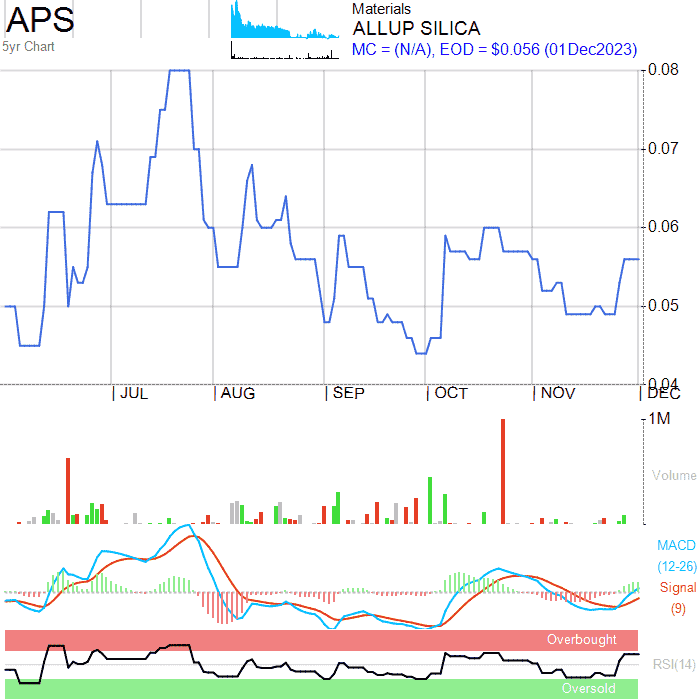 APS
Materials
ALLUP SILICA
5yr Chart
MC = (N/A), EOD = $0.056 (01Dec2023)
0.08
0.07
0.06
0.05
0.04
JUL
AUG
SEP
OCT
NOV
DEC
1M
Volume
MACD
(12-26)
Signal
(9)
Overbought
RSI(14)
Oversold